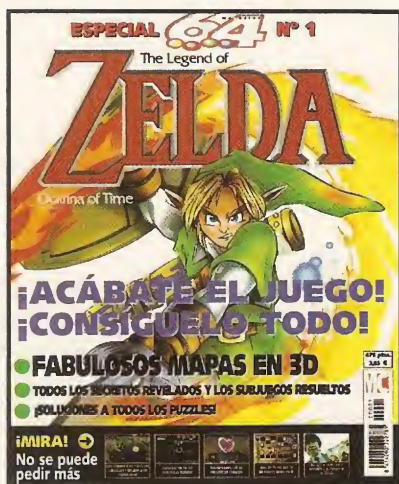 ESPECIAL 64 Nº 1
The Legend of
ZELDA
Ocarina of Time
¡ACÁBATE EL JUEGO!
¡CONSIGUELO TODO!
FABULOSOS MAPAS EN 3D
TODOS LOS SECRETOS REVELADOS Y LOS SUBJUEGOS RESUELTOS
¡SOLUCIONES A TODOS LOS PUZZLES!
¡MIRA!
No se puede
pedir más